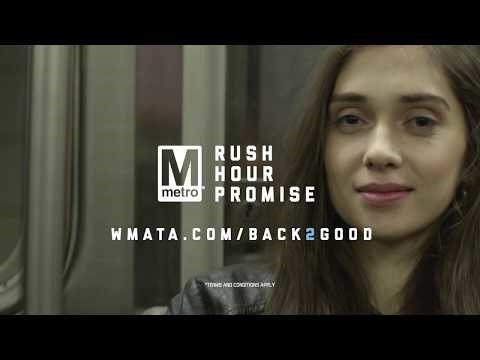 M
metro
RUSH
HOUR
PROMISE
WMATA.COM/BACK2GOOD
*TERMS AND CONDITIONS APPLY